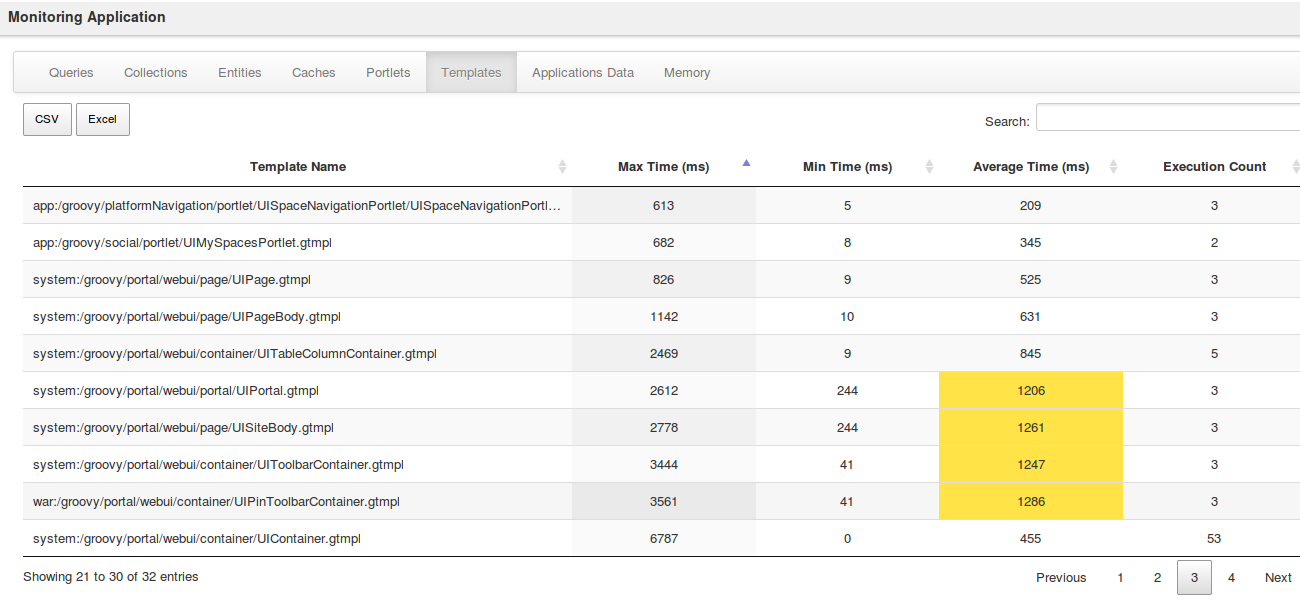 Monitoring Application
Queries Collections Entities Caches Portlets Templates Applications Data Memory
CSV Excel Search:
Template Name Max Time (ms) Min Time (ms) Average Time (ms) Execution Count
app:/groovy/platformNavigation/portlet/UISpaceNavigationPortlet/UISpaceNavigationPortl... 613 5 209 3
app:/groovy/social/portlet/UIMySpacesPortlet.gtmpl 682 8 345 2
system:/groovy/portal/webui/page/UIPage.gtmpl 826 9 525 3
system:/groovy/portal/webui/page/UIPageBody.gtmpl 1142 10 631 3
system:/groovy/portal/webui/container/UITableColumnContainer.gtmpl 2469 9 845 5
system:/groovy/portal/webui/portal/UIPortal.gtmpl 2612 244 1206 3
system:/groovy/portal/webui/page/UISiteBody.gtmpl 2778 244 1261 3
system:/groovy/portal/webui/container/UIToolbarContainer.gtmpl 3444 41 1247 3
war:/groovy/portal/webui/container/UIPinToolbarContainer.gtmpl 3561 41 1286 3
system:/groovy/portal/webui/container/UIContainer.gtmpl 6787 0 455 53
Showing 21 to 30 of 32 entries Previous 1 2 3 4 Next